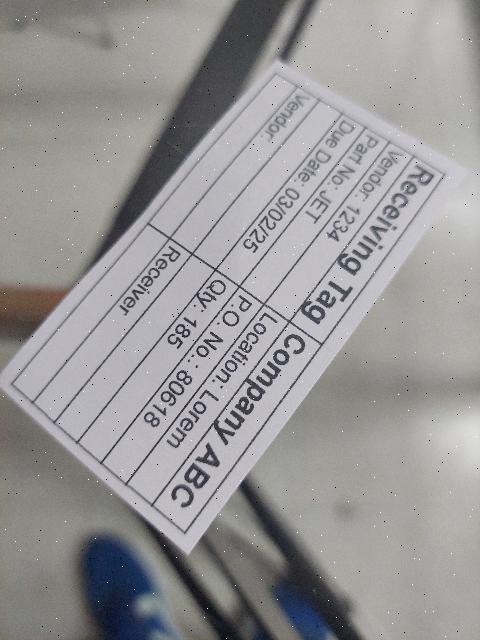 Receiving Tag Company ABC
Vendor: 1234 Location: Lorem
Part No: JET P.O. No.: 80618
Due Date: 03/02/25 Qty: 185
Vendor: Receiver